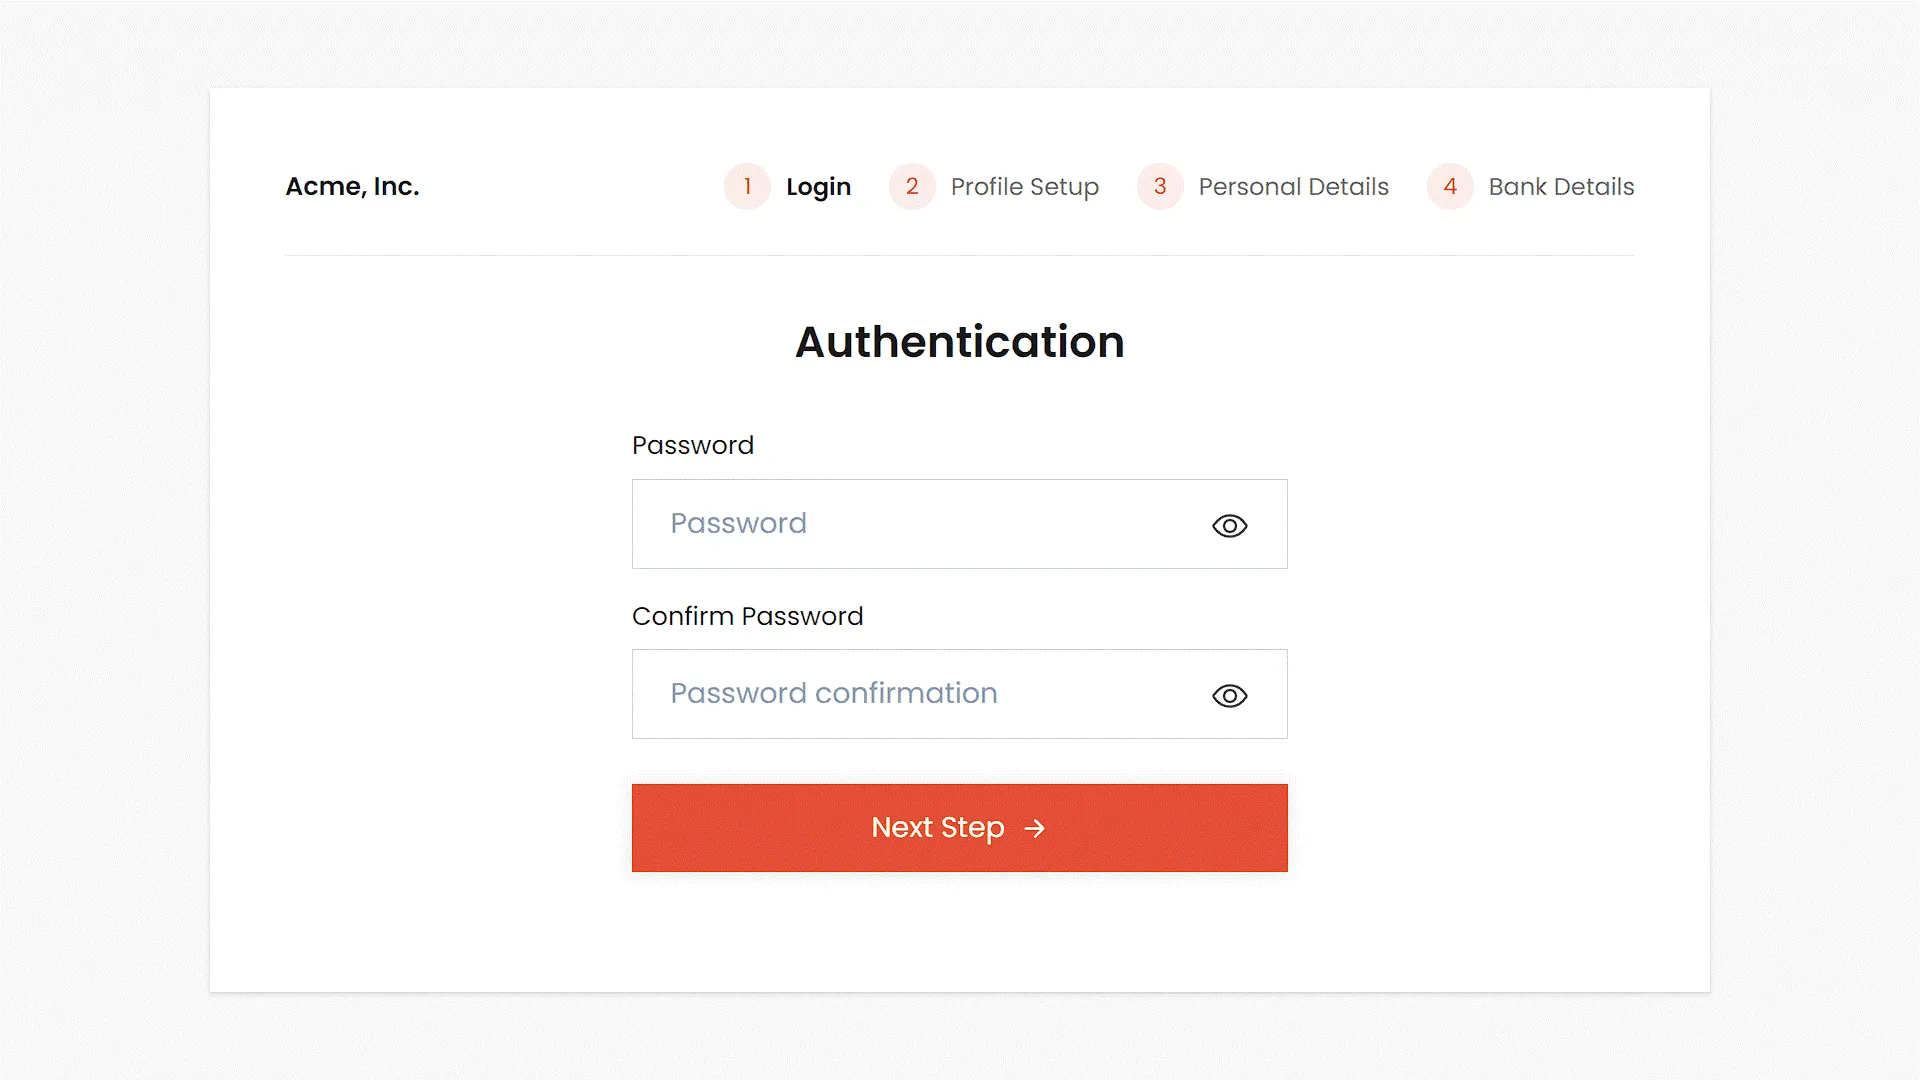 Acme, Inc.
1 Login 2 Profile Setup 3 Personal Details 4 Bank Details
Authentication
Password
Password
Confirm Password
Password confirmation
Next Step →